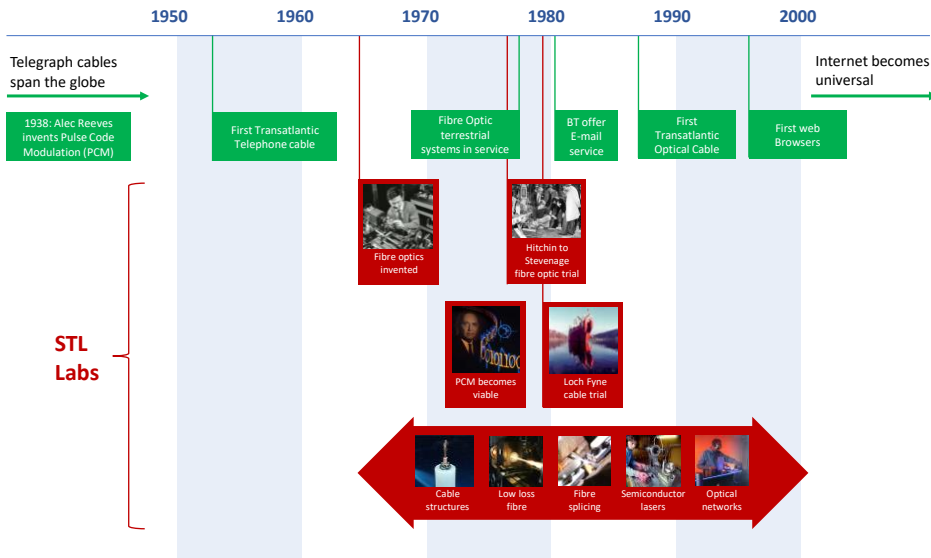 1950 1960 1970 1980 1990 2000
Telegraph cables
span the globe
Internet becomes
universal
1938: Alec Reeves
invents Pulse Code
Modulation (PCM)
First Transatlantic
Telephone cable
Fibre Optic
terrestrial
systems in service
BT offer
E-mail
service
First
Transatlantic
Optical Cable
First web
Browsers
Fibre optics
invented
Hitchin to
Stevenage
fibre optic trial
STL
Labs
PCM becomes
viable
Loch Fyne
cable trial
Cable
structures
Low loss
fibre
Fibre
splicing
Semiconductor
lasers
Optical
networks